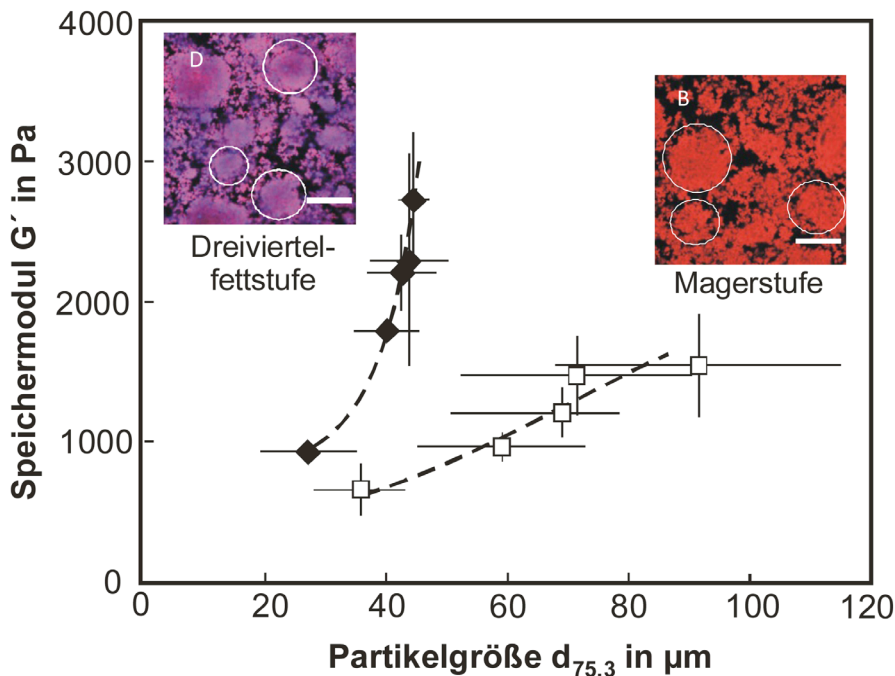 4000
3000
2000
1000
0
Speichermodul G´ in Pa
D
Dreiviertel-
fettstufe
B
Magerstufe
0 20 40 60 80 100 120
Partikelgröße d75,3 in µm